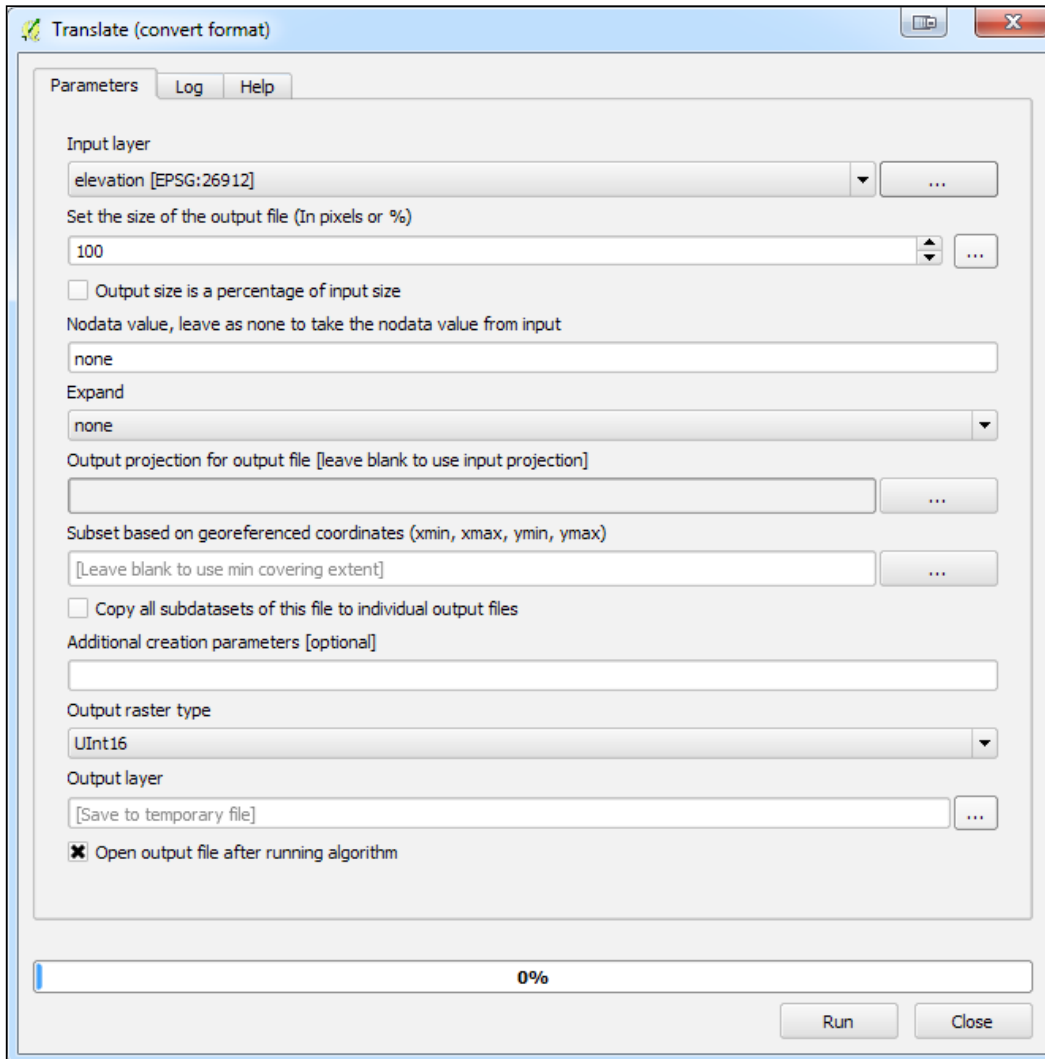 Translate (convert format)
Parameters Log Help
Input layer
elevation [EPSG:26912]
...
Set the size of the output file (In pixels or %)
100
...
Output size is a percentage of input size
Nodata value, leave as none to take the nodata value from input
none
Expand
none
Output projection for output file [leave blank to use input projection]
...
Subset based on georeferenced coordinates (xmin, xmax, ymin, ymax)
[Leave blank to use min covering extent]
...
Copy all subdatasets of this file to individual output files
Additional creation parameters [optional]
Output raster type
UInt16
Output layer
[Save to temporary file]
...
Open output file after running algorithm
0%
Run Close